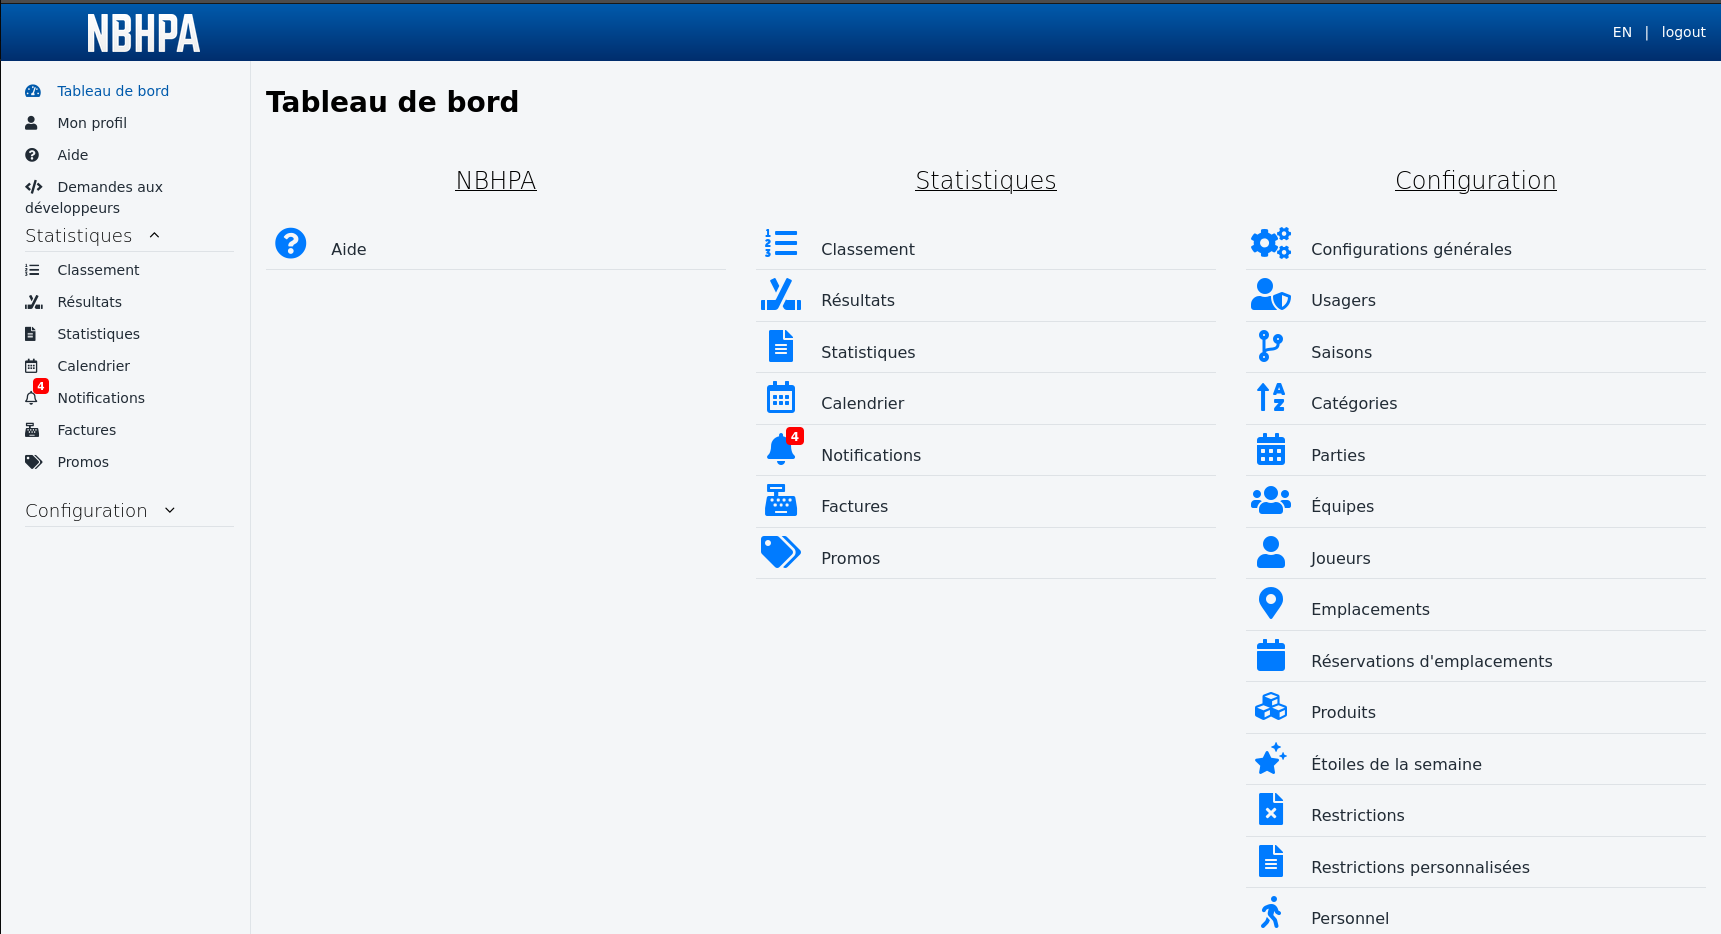 NBHPA
EN | logout
Tableau de bord
Mon profil
Aide
Demandes aux
développeurs
Statistiques
Classement
Résultats
Statistiques
Calendrier
4
Notifications
Factures
Promos
Configuration
Tableau de bord
NBHPA
Aide
Statistiques
Classement
Résultats
Statistiques
Calendrier
4
Notifications
Factures
Promos
Configuration
Configurations générales
Usagers
Saisons
Catégories
Parties
Équipes
Joueurs
Emplacements
Réservations d'emplacements
Produits
Étoiles de la semaine
Restrictions
Restrictions personnalisées
Personnel